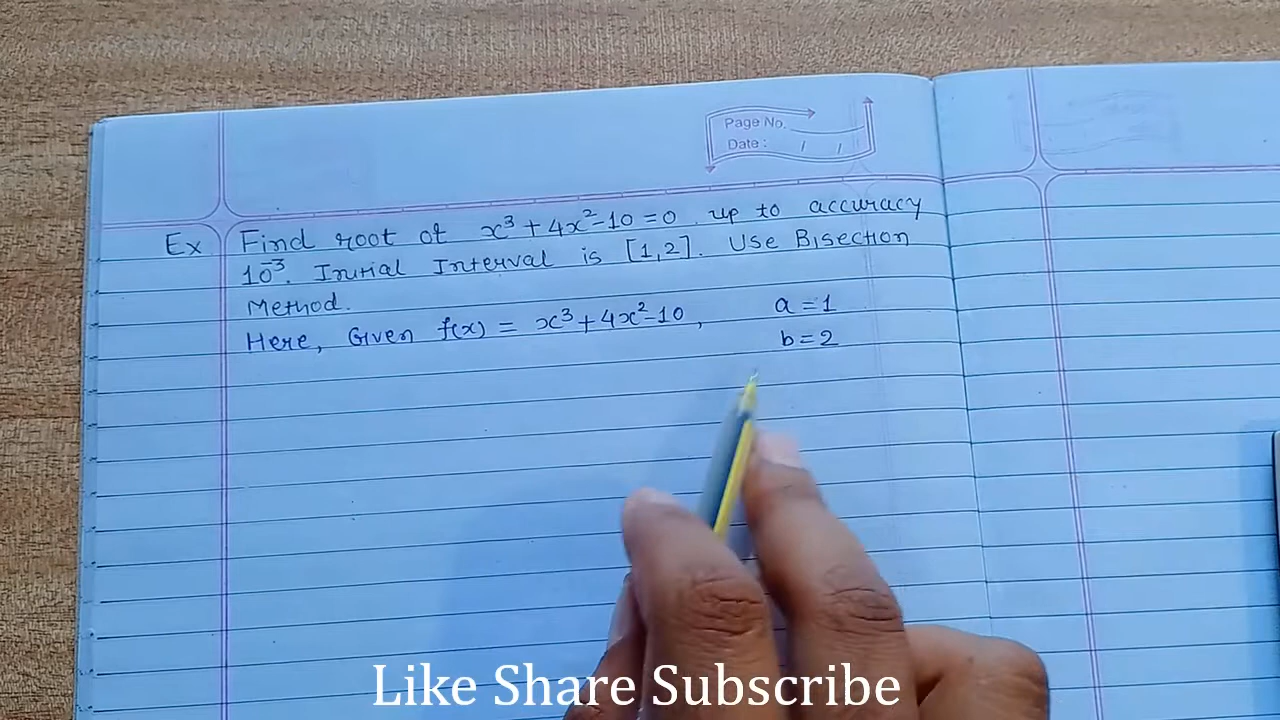 Page No.
Date : / /
Ex Find root of x³ + 4x² - 10 = 0 up to accuracy
10⁻³. Initial Interval is [1,2]. Use Bisection
Method.
Here, Given f(x) = x³ + 4x² - 10, a = 1
b = 2
Like Share Subscribe